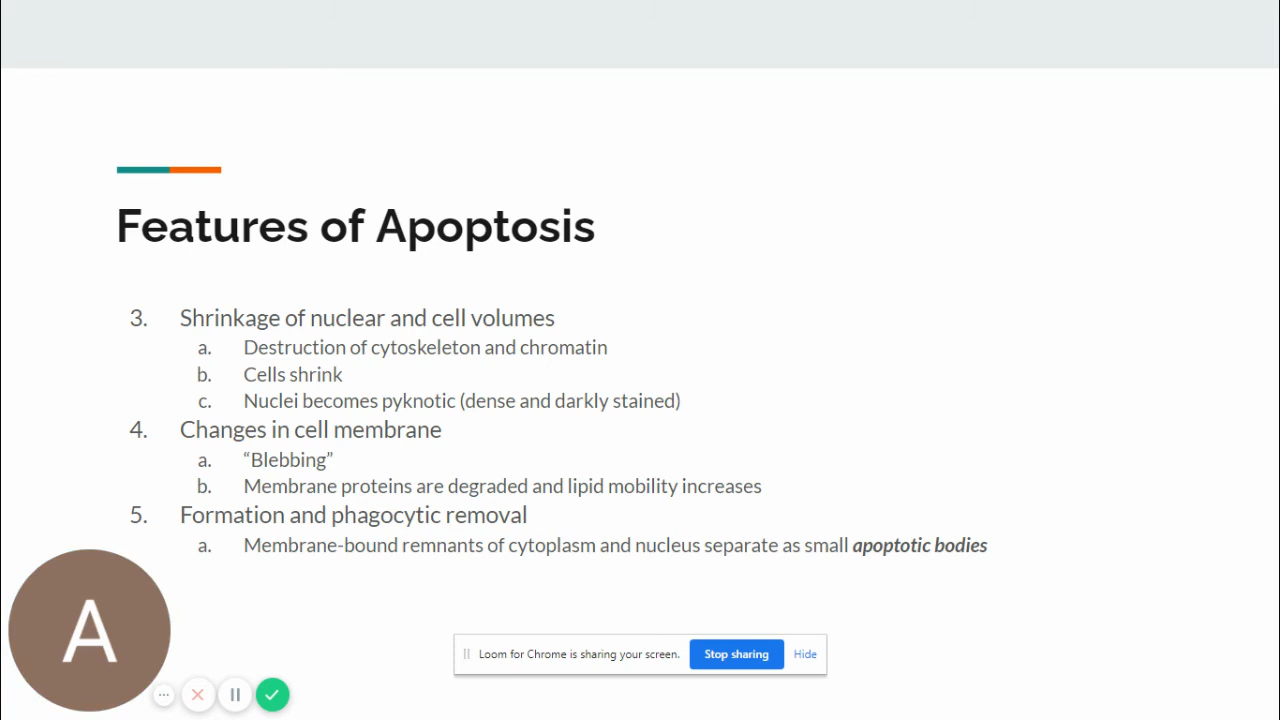 Features of Apoptosis
3. Shrinkage of nuclear and cell volumes
a. Destruction of cytoskeleton and chromatin
b. Cells shrink
c. Nuclei becomes pyknotic (dense and darkly stained)
4. Changes in cell membrane
a. “Blebbing”
b. Membrane proteins are degraded and lipid mobility increases
5. Formation and phagocytic removal
a. Membrane-bound remnants of cytoplasm and nucleus separate as small apoptotic bodies
A
Loom for Chrome is sharing your screen. Stop sharing Hide